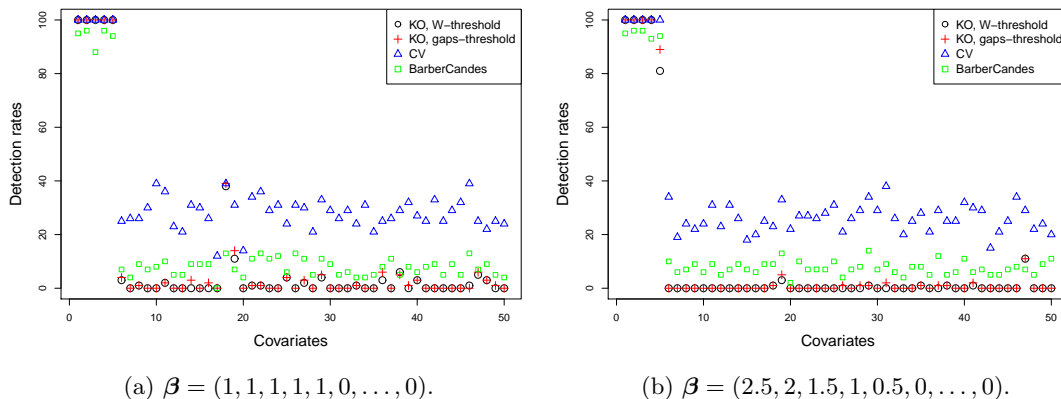 Detection rates
0
20
40
60
80
100
0
10
20
30
40
50
Covariates
KO, W−threshold
KO, gaps−threshold
CV
BarberCandes
(a) β = (1, 1, 1, 1, 1, 0, . . . , 0).
Detection rates
0
20
40
60
80
100
0
10
20
30
40
50
Covariates
KO, W−threshold
KO, gaps−threshold
CV
BarberCandes
(b) β = (2.5, 2, 1.5, 1, 0.5, 0, . . . , 0).